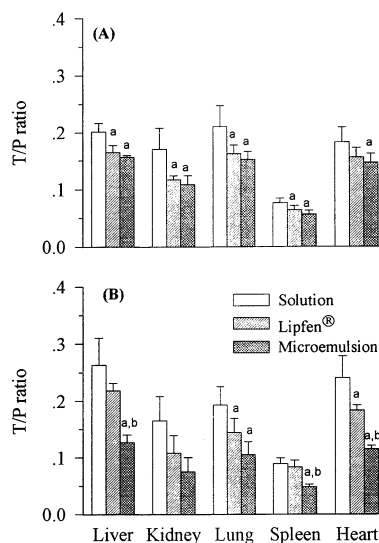 .4
(A)
.3
T/P ratio
.2
a a a a a a a
.1
a a
0.0
.4
(B)
Solution
Lipfen®
Microemulsion
.3
T/P ratio
.2
a,b a a a a,b
.1
a,b
0.0
Liver Kidney Lung Spleen Heart